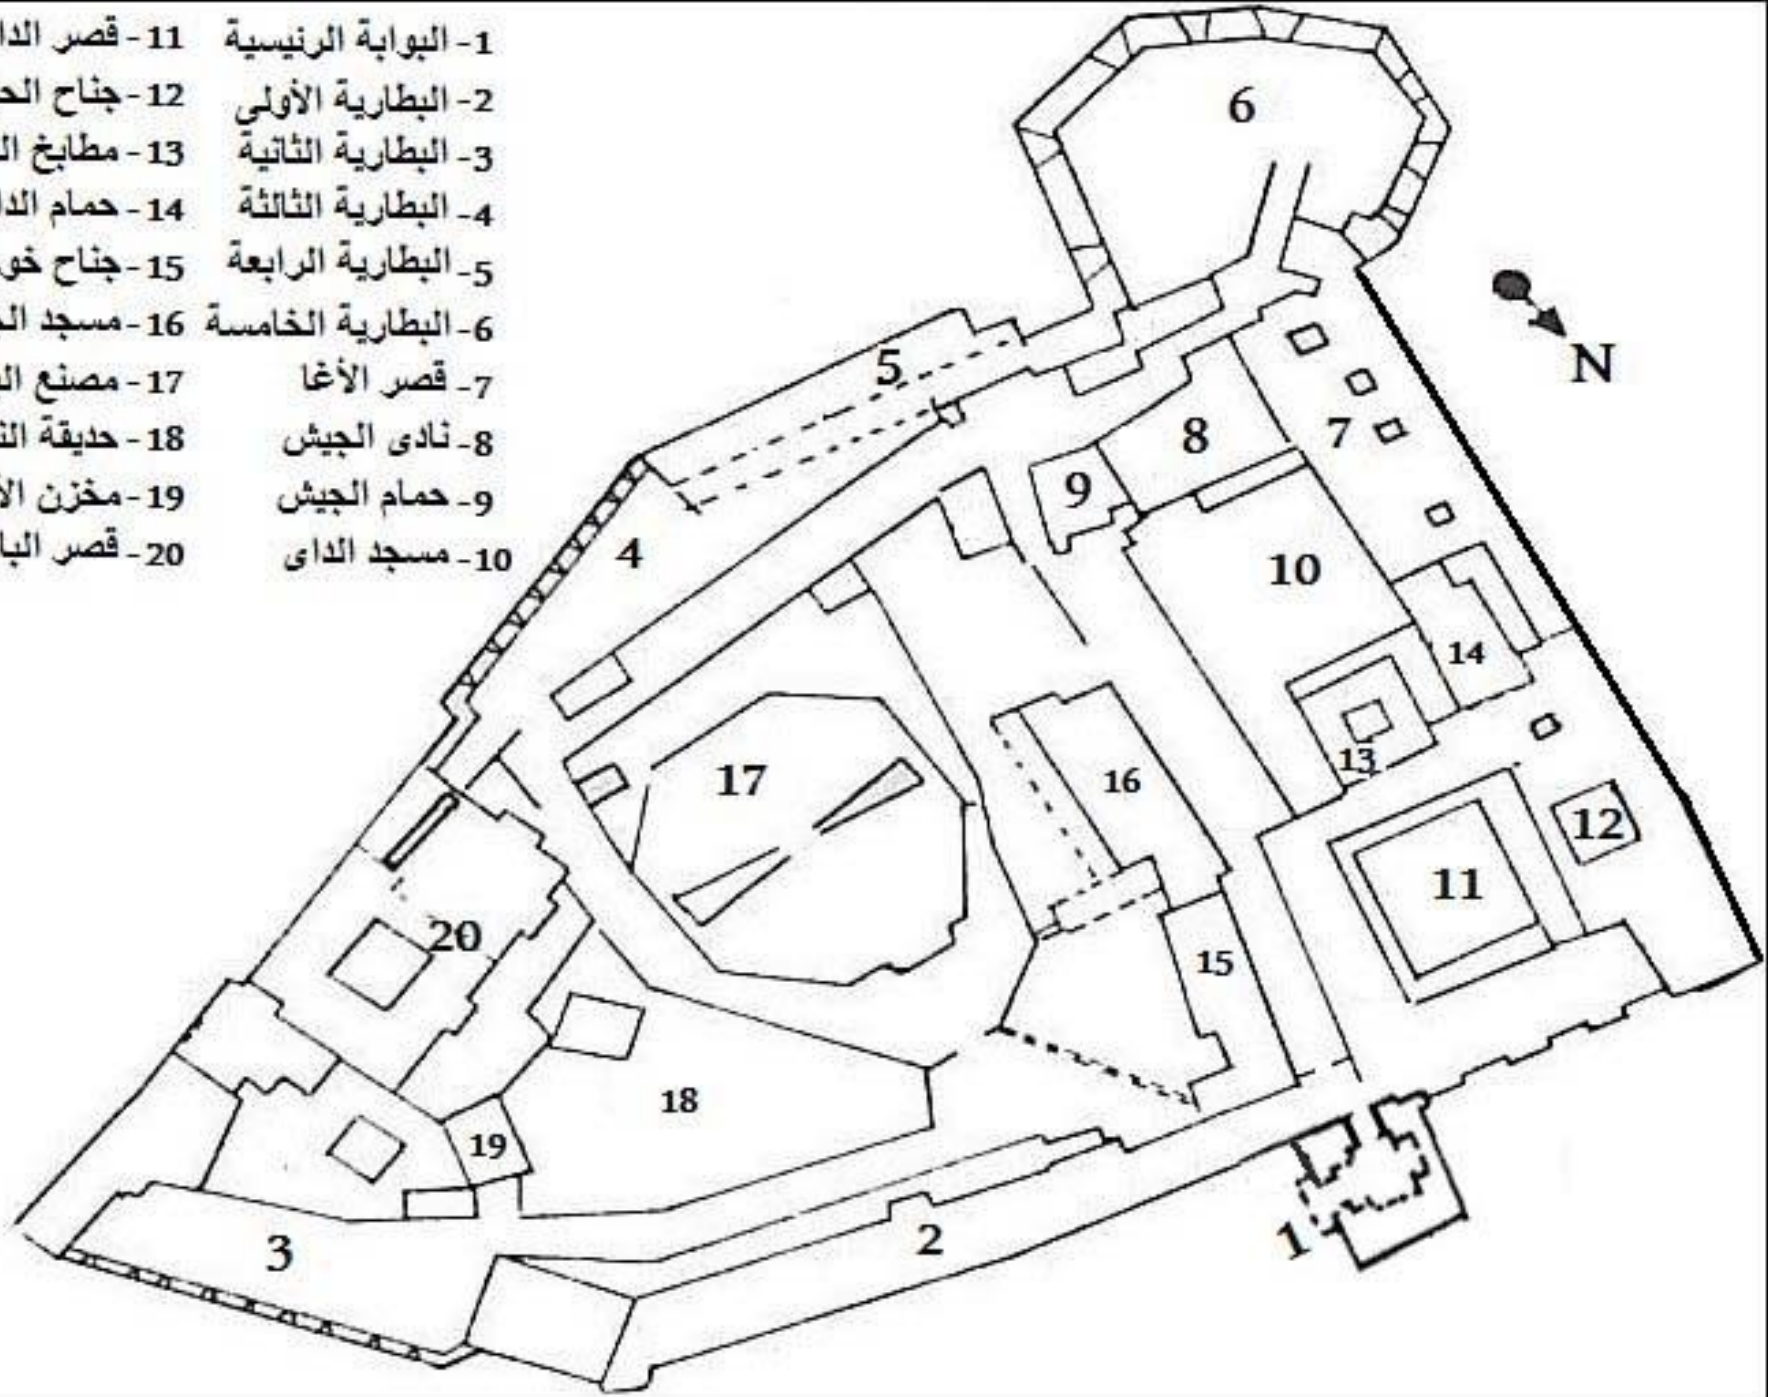 1- البوابة الرئيسية
2- البطارية الأولى
3- البطارية الثانية
4- البطارية الثالثة
5- البطارية الرابعة
6- البطارية الخامسة
7- قصر الأغا
8- نادى الجيش
9- حمام الجيش
10- مسجد الداى
11- قصر
12- جناح
13- مطابخ
14- حمام
15- جناح
16- مسجد
17- مصنع
18- حديقة
19- مخزن
20- قصر
6
N
5
7
8
9
4
10
14
13
17
16
12
11
20
15
18
19
2
1
3